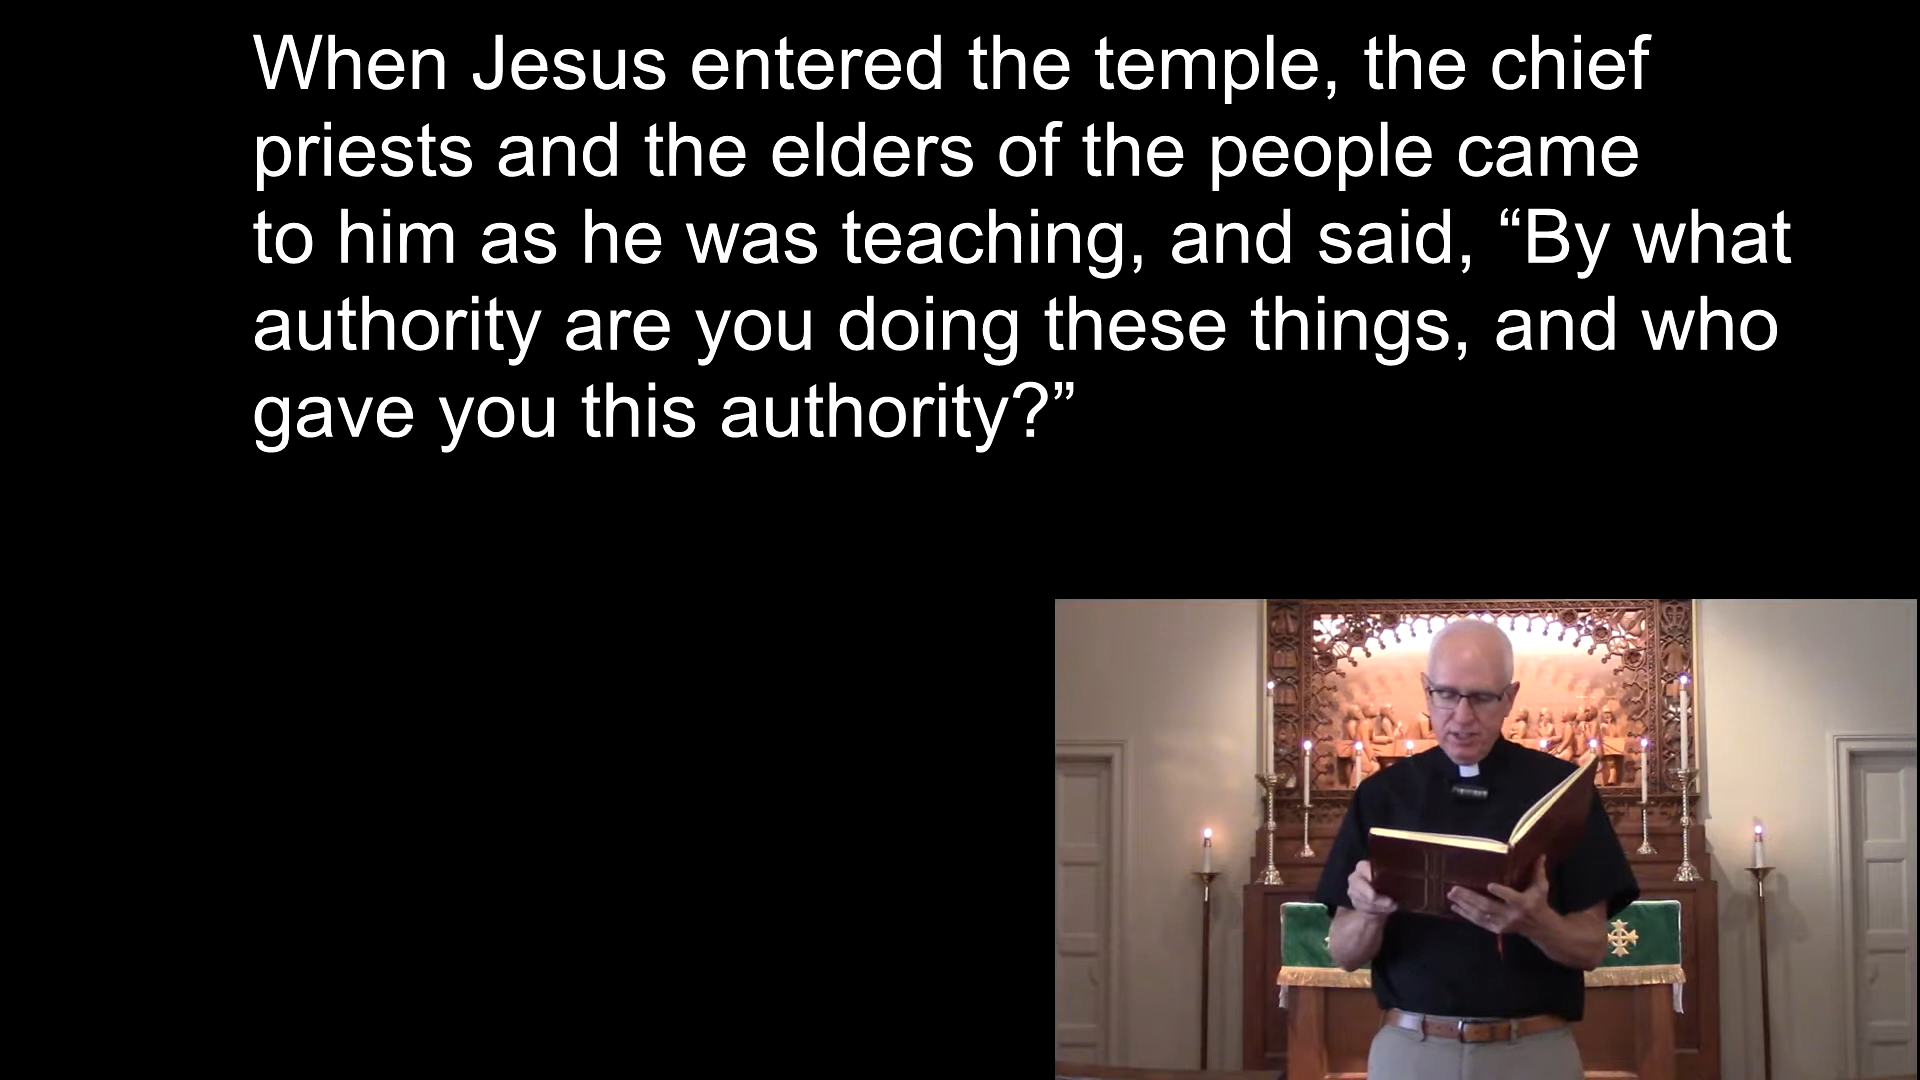 When Jesus entered the temple, the chief
priests and the elders of the people came
to him as he was teaching, and said, “By what
authority are you doing these things, and who
gave you this authority?”